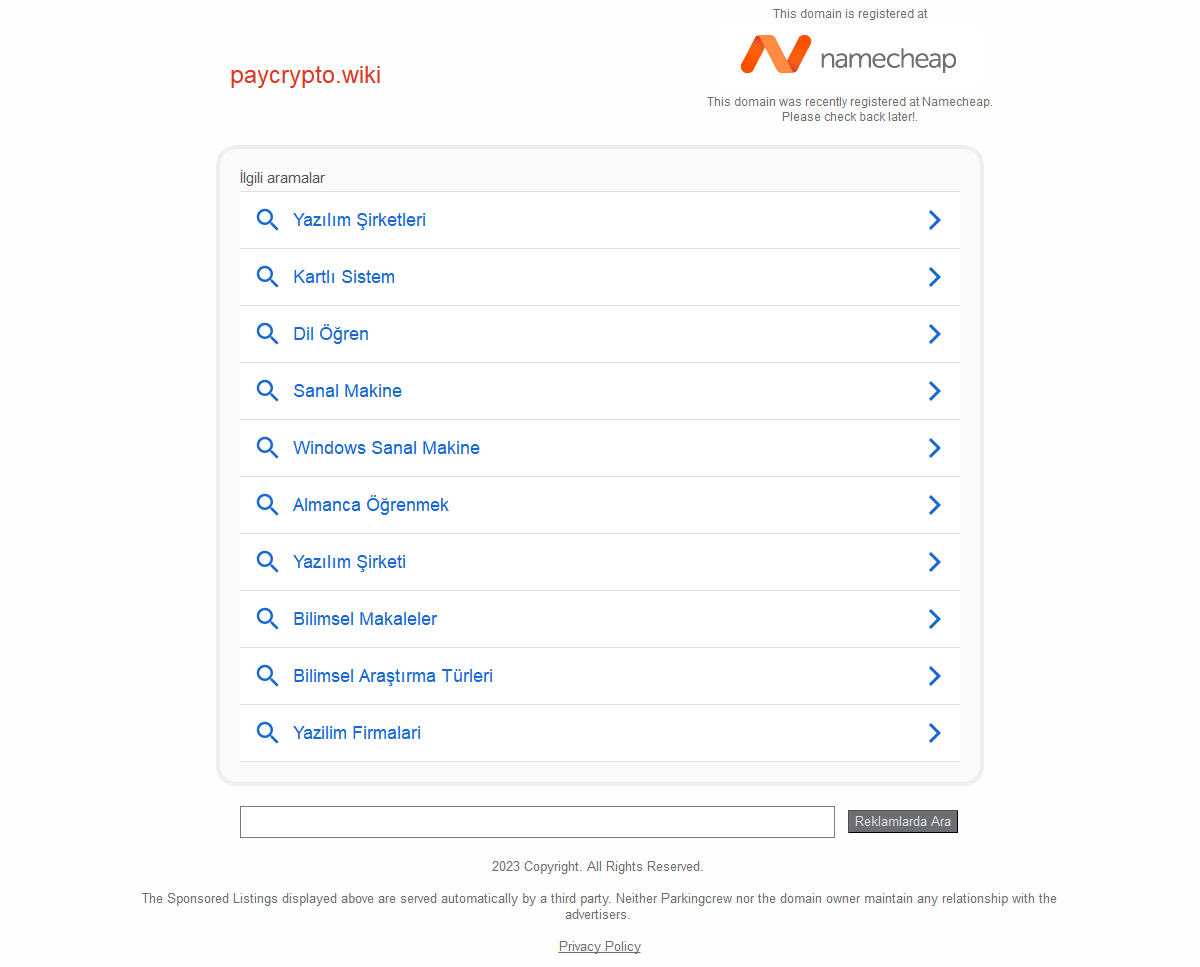 This domain is registered at
namecheap
paycrypto.wiki
This domain was recently registered at Namecheap.
Please check back later!.
İlgili aramalar
Yazılım Şirketleri
Kartlı Sistem
Dil Öğren
Sanal Makine
Windows Sanal Makine
Almanca Öğrenmek
Yazılım Şirketi
Bilimsel Makaleler
Bilimsel Araştırma Türleri
Yazilim Firmalari
Reklamlarda Ara
2023 Copyright. All Rights Reserved.
The Sponsored Listings displayed above are served automatically by a third party. Neither Parkingcrew nor the domain owner maintain any relationship with the
advertisers.
Privacy Policy